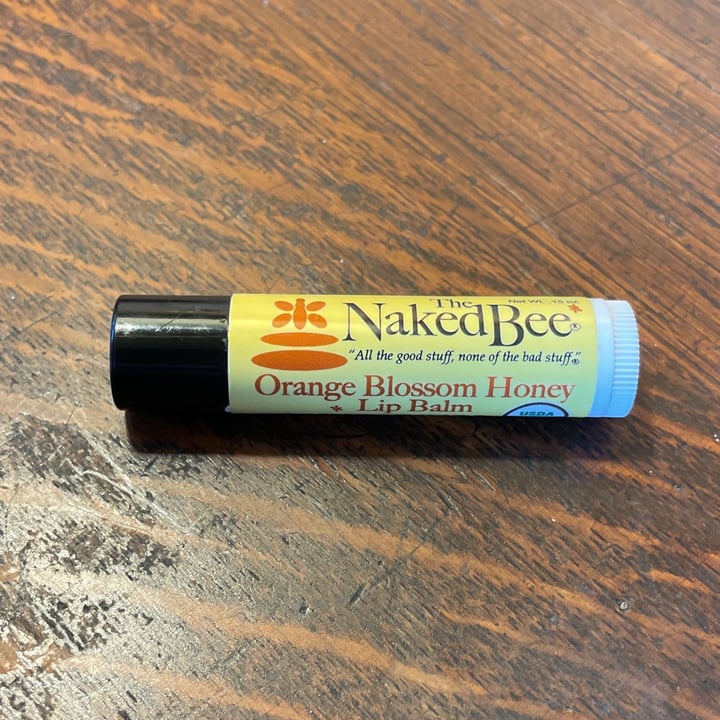 The
Net Wt. .15 oz
NakedBee®
"All the good stuff, none of the bad stuff"®
Orange Blossom Honey
* Lip Balm
USDA